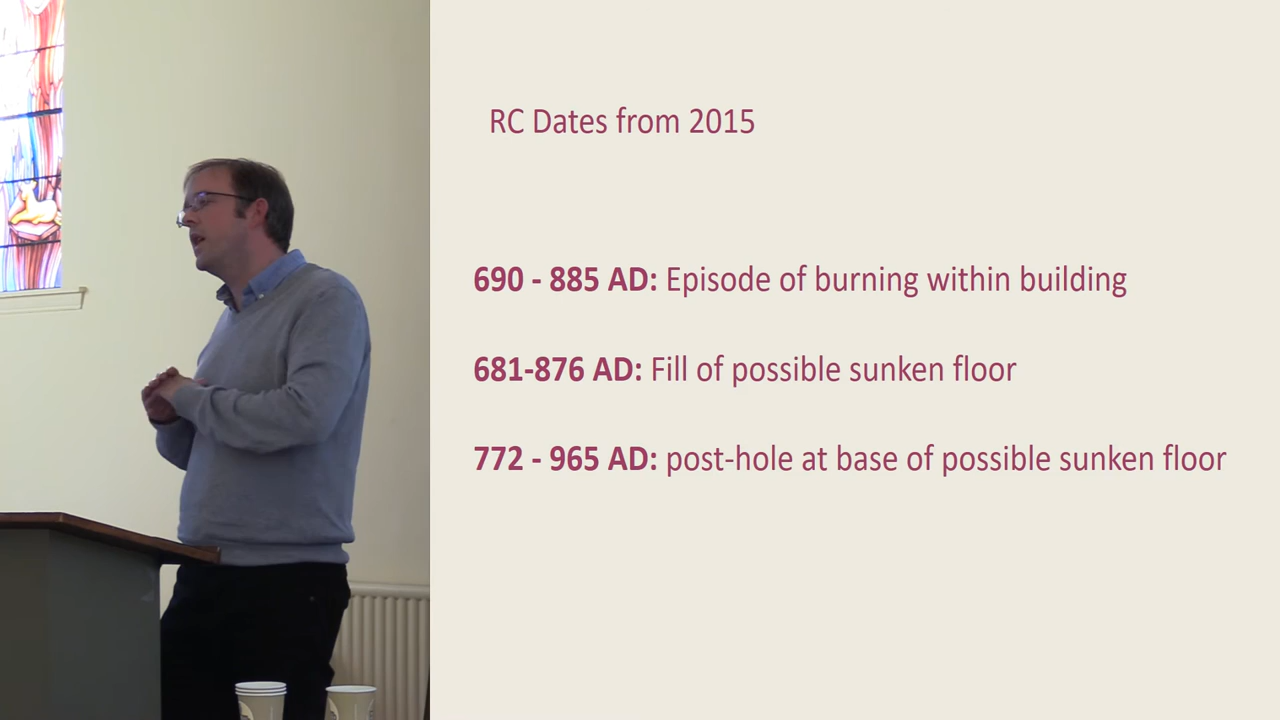 RC Dates from 2015
690 - 885 AD: Episode of burning within building
681-876 AD: Fill of possible sunken floor
772 - 965 AD: post-hole at base of possible sunken floor